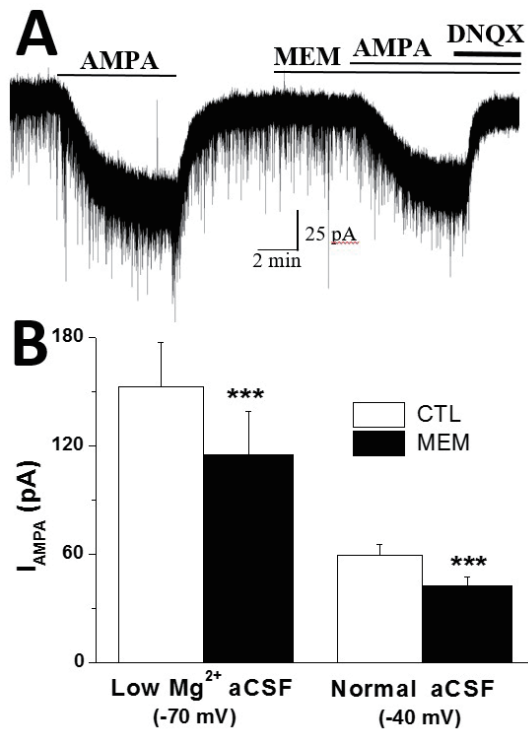 A
DNQX
AMPA
MEM
AMPA
25 pA
2 min
B
180
120
60
0
I_AMPA (pA)
***
***
CTL
MEM
Low Mg²⁺ aCSF
(-70 mV)
Normal aCSF
(-40 mV)